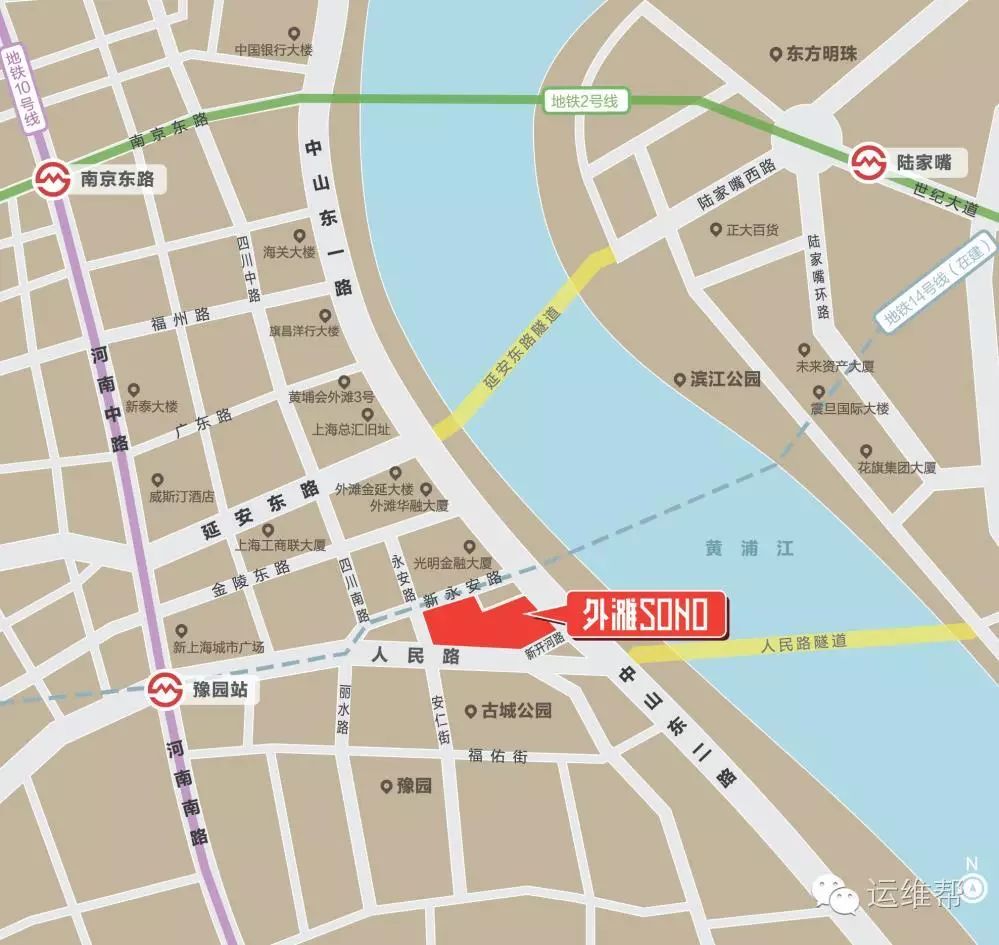 中国银行大楼
东方明珠
地铁10号线
地铁2号线
南京东路
南京东路
陆家嘴
中山东一路
陆家嘴西路
世纪大道
正大百货
四川中路
海关大楼
陆家嘴环路
地铁14号线(在建)
福州路
旗昌洋行大楼
延安东路隧道
河南中路
未来资产大厦
滨江公园
黄埔会外滩3号
新泰大楼
震旦国际大楼
广东路
上海总汇旧址
花旗集团大厦
威斯汀酒店
外滩金延大楼
外滩华融大厦
延安东路
上海工商联大厦
黄浦江
光明金融大厦
永安路
四川南路
金陵东路
新永安路
外滩SOHO
新上海城市广场
新开河路
人民路
人民路隧道
豫园站
丽水路
安仁街
古城公园
中山东二路
福佑街
河南南路
豫园
N
运维帮